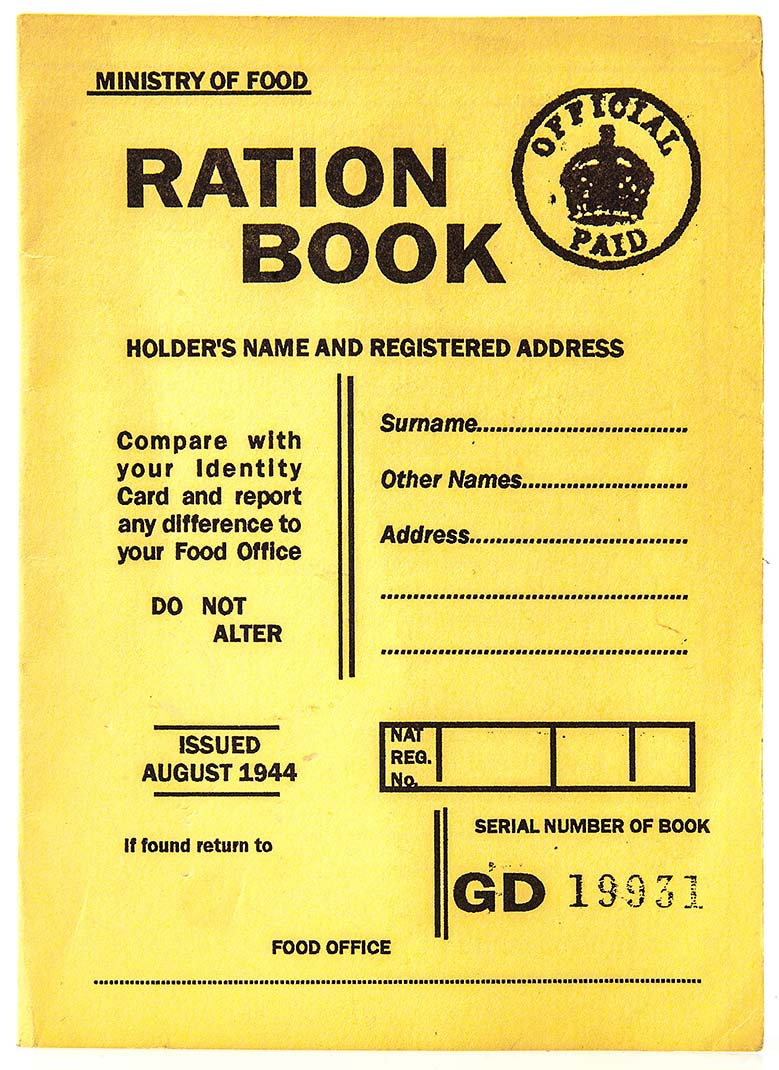 MINISTRY OF FOOD
OFFICIAL
PAID
RATION
BOOK
HOLDER'S NAME AND REGISTERED ADDRESS
Compare with
your Identity
Card and report
any difference to
your Food Office
DO NOT
ALTER
Surname
Other Names
Address
ISSUED
AUGUST 1944
NAT
REG.
No.
If found return to
FOOD OFFICE
SERIAL NUMBER OF BOOK
GD 19931